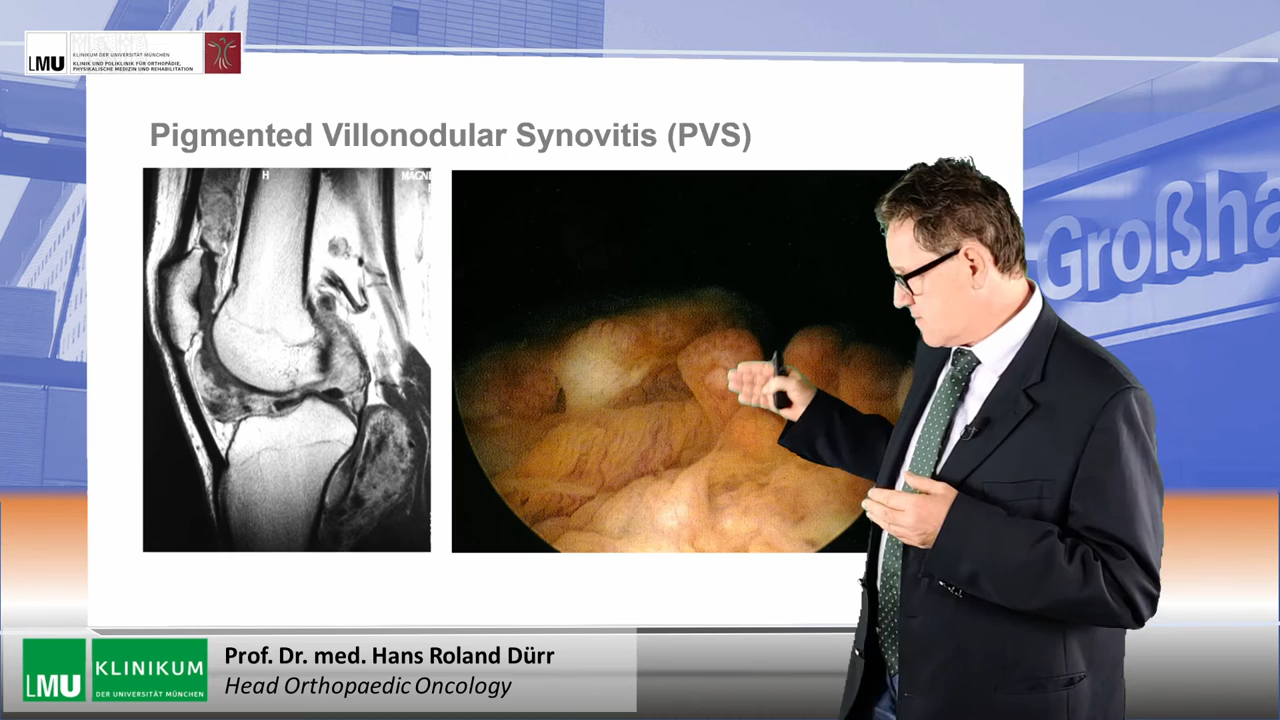 LMU
KLINIKUM DER UNIVERSITÄT MÜNCHEN
KLINIK UND POLIKLINIK FÜR ORTHOPÄDIE,
PHYSIKALISCHE MEDIZIN UND REHABILITATION
Pigmented Villonodular Synovitis (PVS)
H
Großha
LMU
KLINIKUM
DER UNIVERSITÄT MÜNCHEN
Prof. Dr. med. Hans Roland Dürr
Head Orthopaedic Oncology